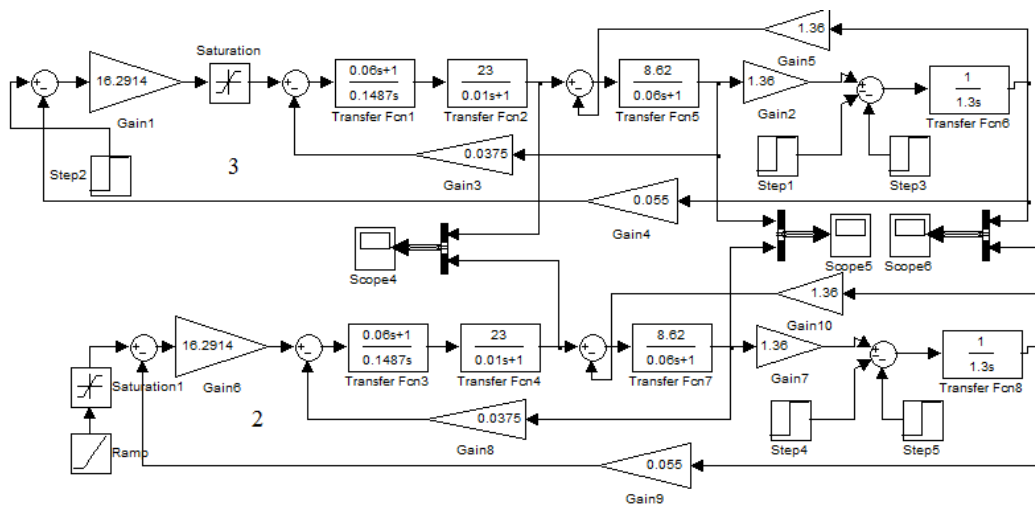 1.36
Gain5
Saturation
16.2914
Gain1
0.06s+1
0.1487s
Transfer Fcn1
23
0.01s+1
Transfer Fcn2
8.62
0.06s+1
Transfer Fcn5
1.36
Gain2
1
1.3s
Transfer Fcn6
Step2
3
0.0375
Gain3
Step1
Step3
0.055
Gain4
Scope4
Scope5
Scope6
1.36
Gain10
16.2914
Gain6
0.06s+1
0.1487s
Transfer Fcn3
23
0.01s+1
Transfer Fcn4
8.62
0.06s+1
Transfer Fcn7
1.36
Gain7
1
1.3s
Transfer Fcn8
Saturation1
2
0.0375
Gain8
Step4
Step5
Ramp
0.055
Gain9